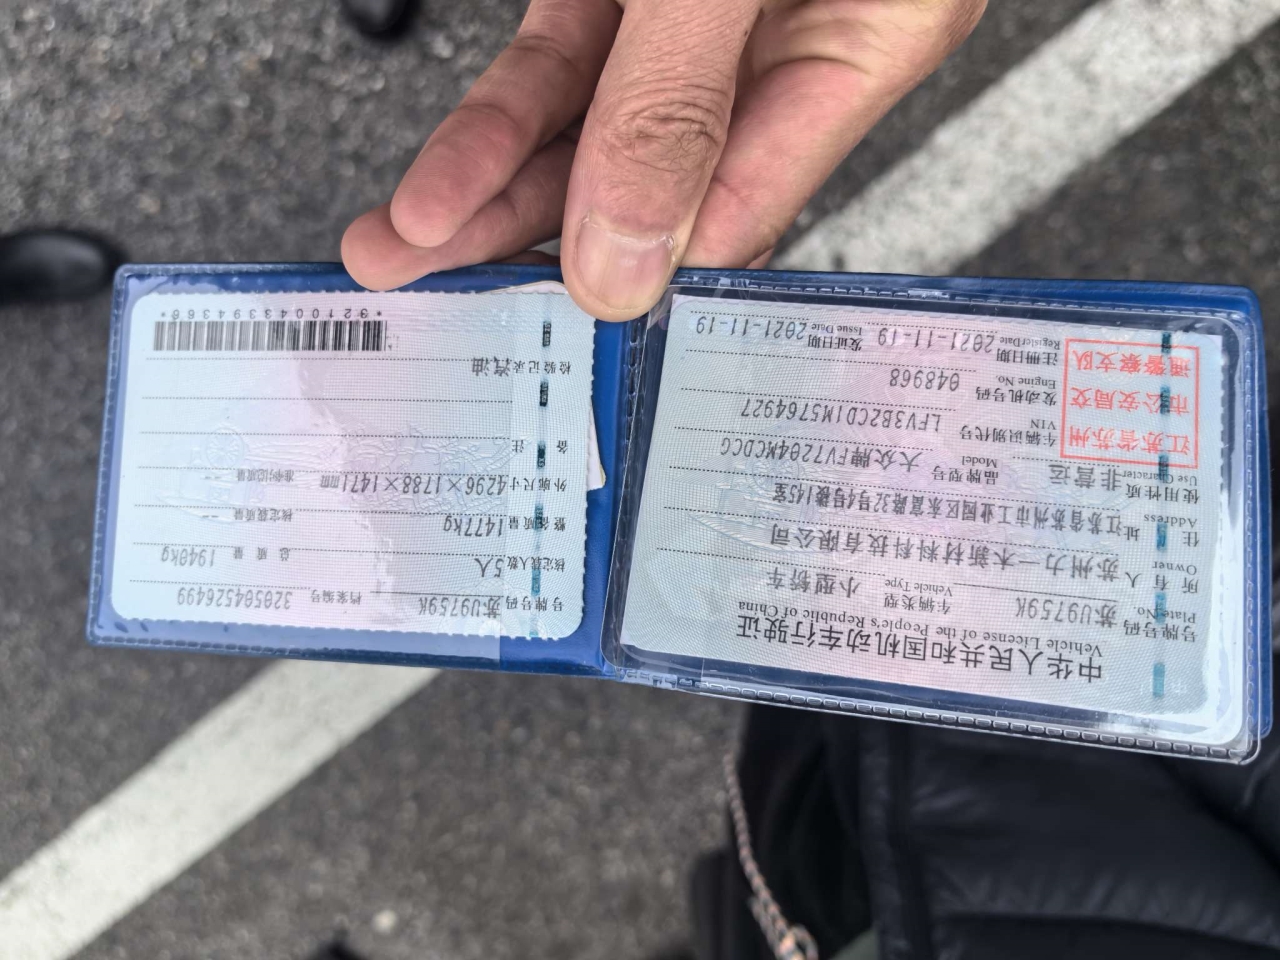 中华人民共和国机动车行驶证
Vehicle License of the People's Republic of China
号牌号码 苏U9759K 车辆类型 小型轿车
Plate No. Vehicle Type
所有人 苏州力一木新材料科技有限公司
Owner
住址 江苏省苏州市工业园区东富路32号4号楼145室
Address
使用性质 非营运 品牌型号 大众牌FV7204MCDCG
Use Character Model
江苏省苏州
市公安局交
通警察支队
车辆识别代号 LFV3B2CD1M5764927
VIN
发动机号码 048968
Engine No.
注册日期 2021-11-19 发证日期 2021-11-19
Register Date Issue Date
号牌号码 苏U9759K 档案编号 320504526499
核定载人数 5人 总质量 1940kg
整备质量 1477kg 核定载质量
外廓尺寸 4296×1788×1471mm 准牵引总质量
备注
检验记录 汽油
*9210043394360*